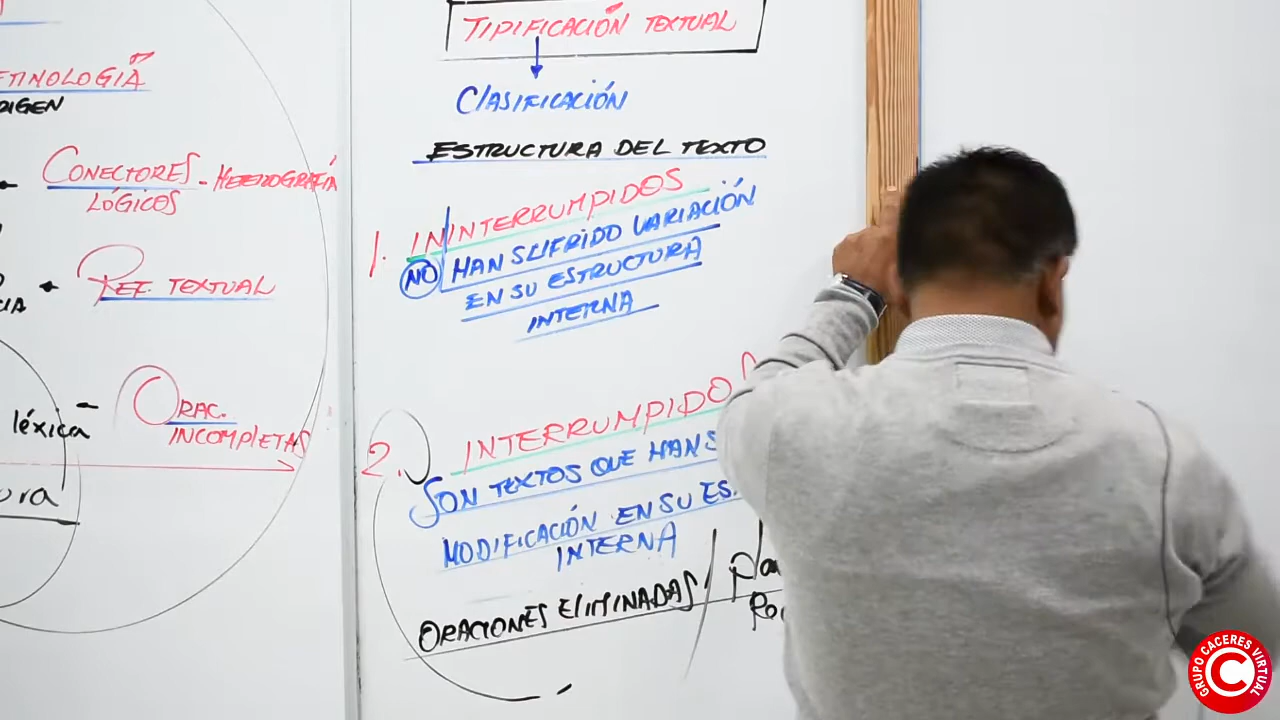 ETIMOLOGÍA
CONECTORES - HETEROGRAFÍA
LÓGICOS
REF. TEXTUAL
léxica
ORAC.
INCOMPLETAS
TIPIFICACIÓN TEXTUAL
ClASIFICACIÓN
ESTRUCTURA DEL TEXTO
1. ININTERRUMPIDOS
NO HAN SUFRIDO VARIACIÓN
EN SU ESTRUCTURA
INTERNA
2. INTERRUMPIDOS
SON TEXTOS QUE HAN S
MODIFICACIÓN EN SU ES
INTERNA
ORACIONES ElIMINADAS /
GRUPO CACERES VIRTUAL
C